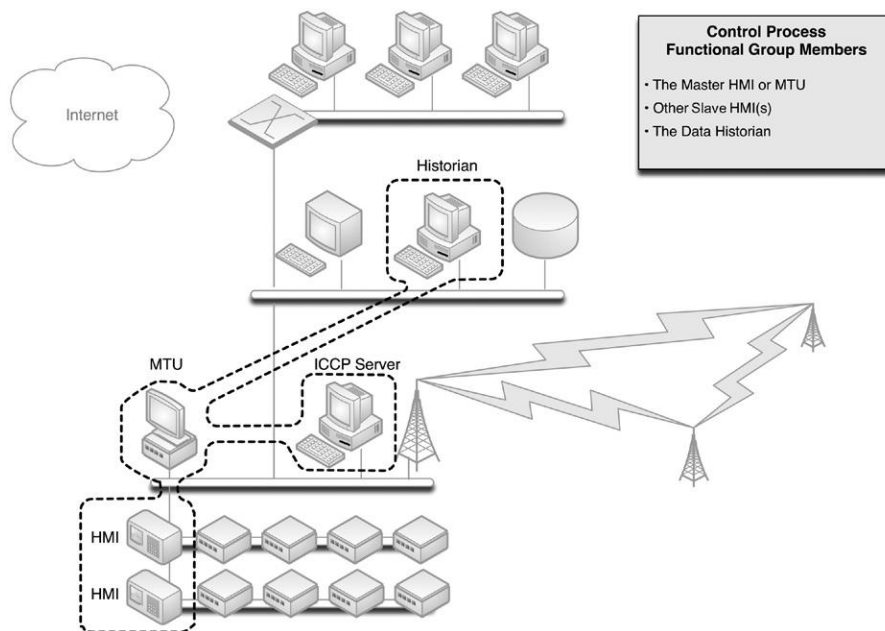 Control Process
Functional Group Members
• The Master HMI or MTU
• Other Slave HMI(s)
• The Data Historian
Internet
Historian
MTU
ICCP Server
HMI
HMI